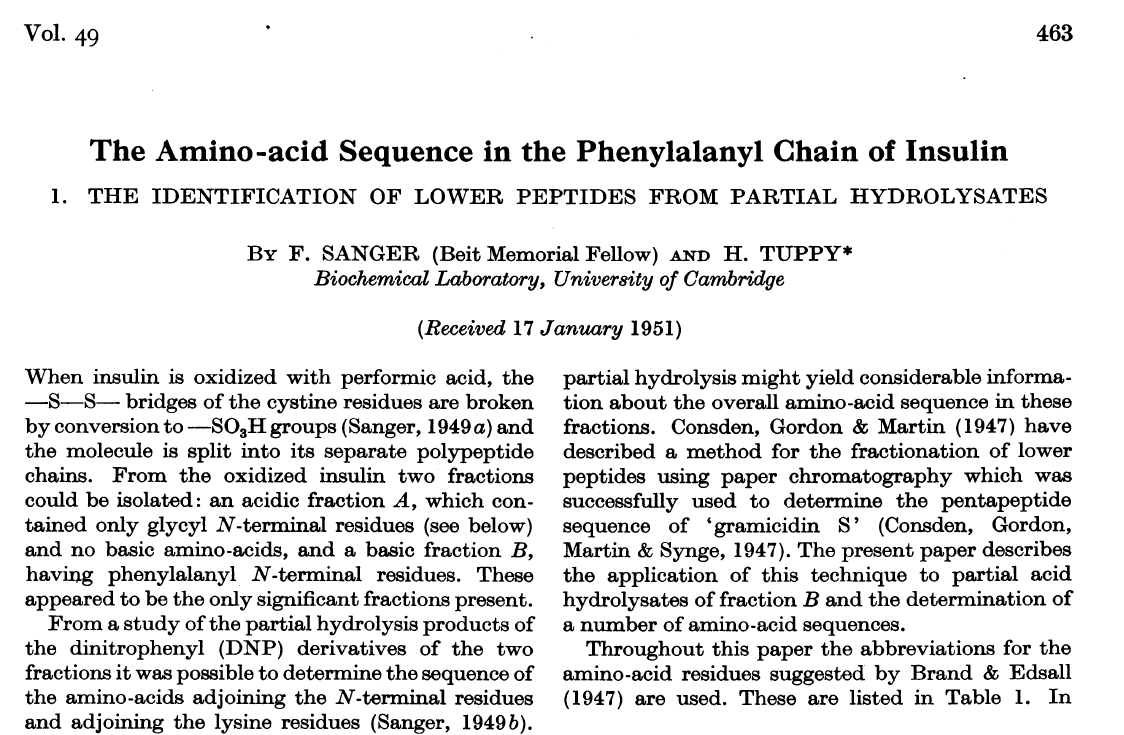 Vol. 49
463
The Amino-acid Sequence in the Phenylalanyl Chain of Insulin
1. THE IDENTIFICATION OF LOWER PEPTIDES FROM PARTIAL HYDROLYSATES
By F. SANGER (Beit Memorial Fellow) AND H. TUPPY*
Biochemical Laboratory, University of Cambridge
(Received 17 January 1951)
When insulin is oxidized with performic acid, the
—S—S— bridges of the cystine residues are broken
by conversion to —SO₃H groups (Sanger, 1949a) and
the molecule is split into its separate polypeptide
chains. From the oxidized insulin two fractions
could be isolated: an acidic fraction A, which con-
tained only glycyl N-terminal residues (see below)
and no basic amino-acids, and a basic fraction B,
having phenylalanyl N-terminal residues. These
appeared to be the only significant fractions present.
From a study of the partial hydrolysis products of
the dinitrophenyl (DNP) derivatives of the two
fractions it was possible to determine the sequence of
the amino-acids adjoining the N-terminal residues
and adjoining the lysine residues (Sanger, 1949b).
partial hydrolysis might yield considerable informa-
tion about the overall amino-acid sequence in these
fractions. Consden, Gordon & Martin (1947) have
described a method for the fractionation of lower
peptides using paper chromatography which was
successfully used to determine the pentapeptide
sequence of ‘gramicidin S’ (Consden, Gordon,
Martin & Synge, 1947). The present paper describes
the application of this technique to partial acid
hydrolysates of fraction B and the determination of
a number of amino-acid sequences.
Throughout this paper the abbreviations for the
amino-acid residues suggested by Brand & Edsall
(1947) are used. These are listed in Table 1. In